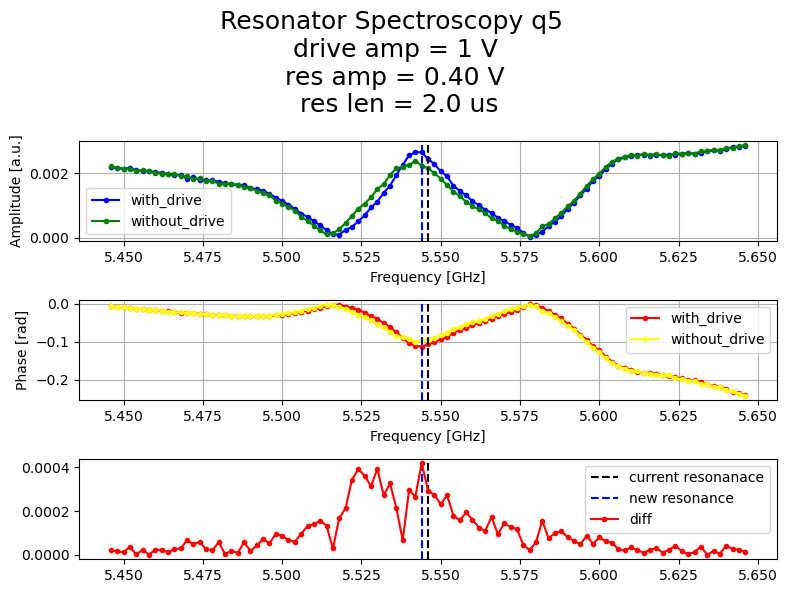 Resonator Spectroscopy q5
drive amp = 1 V
res amp = 0.40 V
res len = 2.0 us
Amplitude [a.u.]
0.002
0.000
with_drive
without_drive
5.450 5.475 5.500 5.525 5.550 5.575 5.600 5.625 5.650
Frequency [GHz]
Phase [rad]
0.0
−0.1
−0.2
with_drive
without_drive
5.450 5.475 5.500 5.525 5.550 5.575 5.600 5.625 5.650
Frequency [GHz]
0.0004
0.0002
0.0000
current resonanace
new resonance
diff
5.450 5.475 5.500 5.525 5.550 5.575 5.600 5.625 5.650